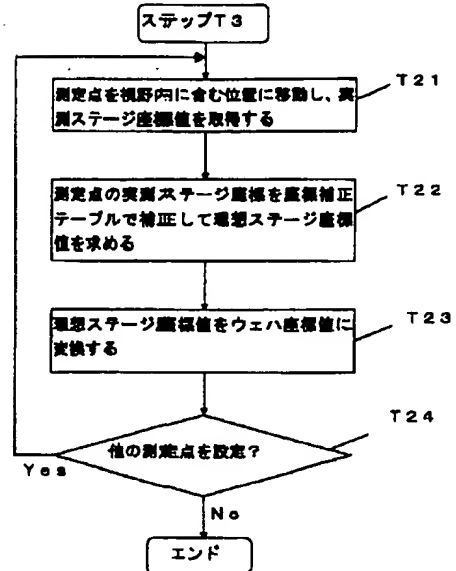 ステップT3
測定点を視野内に含む位置に移動し、実
測ステージ座標値を取得する
T21
測定点の実測ステージ座標を座標補正
テーブルで補正して理想ステージ座標
値を求める
T22
理想ステージ座標値をウェハ座標値に
変換する
T23
他の測定点を設定?
T24
Yes
No
エンド